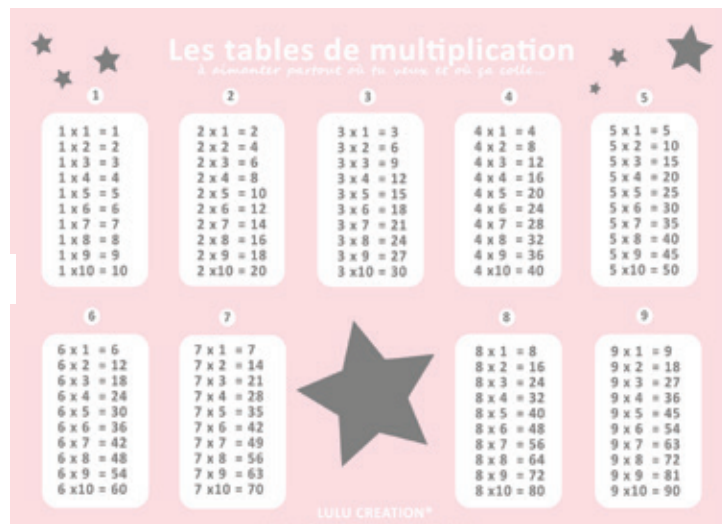 Les tables de multiplication
à aimanter partout où tu veux et où ça colle...
1
1 x 1 = 1
1 x 2 = 2
1 x 3 = 3
1 x 4 = 4
1 x 5 = 5
1 x 6 = 6
1 x 7 = 7
1 x 8 = 8
1 x 9 = 9
1 x10 = 10
2
2 x 1 = 2
2 x 2 = 4
2 x 3 = 6
2 x 4 = 8
2 x 5 = 10
2 x 6 = 12
2 x 7 = 14
2 x 8 = 16
2 x 9 = 18
2 x10 = 20
3
3 x 1 = 3
3 x 2 = 6
3 x 3 = 9
3 x 4 = 12
3 x 5 = 15
3 x 6 = 18
3 x 7 = 21
3 x 8 = 24
3 x 9 = 27
3 x10 = 30
4
4 x 1 = 4
4 x 2 = 8
4 x 3 = 12
4 x 4 = 16
4 x 5 = 20
4 x 6 = 24
4 x 7 = 28
4 x 8 = 32
4 x 9 = 36
4 x10 = 40
5
5 x 1 = 5
5 x 2 = 10
5 x 3 = 15
5 x 4 = 20
5 x 5 = 25
5 x 6 = 30
5 x 7 = 35
5 x 8 = 40
5 x 9 = 45
5 x10 = 50
6
6 x 1 = 6
6 x 2 = 12
6 x 3 = 18
6 x 4 = 24
6 x 5 = 30
6 x 6 = 36
6 x 7 = 42
6 x 8 = 48
6 x 9 = 54
6 x10 = 60
7
7 x 1 = 7
7 x 2 = 14
7 x 3 = 21
7 x 4 = 28
7 x 5 = 35
7 x 6 = 42
7 x 7 = 49
7 x 8 = 56
7 x 9 = 63
7 x10 = 70
8
8 x 1 = 8
8 x 2 = 16
8 x 3 = 24
8 x 4 = 32
8 x 5 = 40
8 x 6 = 48
8 x 7 = 56
8 x 8 = 64
8 x 9 = 72
8 x10 = 80
9
9 x 1 = 9
9 x 2 = 18
9 x 3 = 27
9 x 4 = 36
9 x 5 = 45
9 x 6 = 54
9 x 7 = 63
9 x 8 = 72
9 x 9 = 81
9 x10 = 90
LULU CREATION®